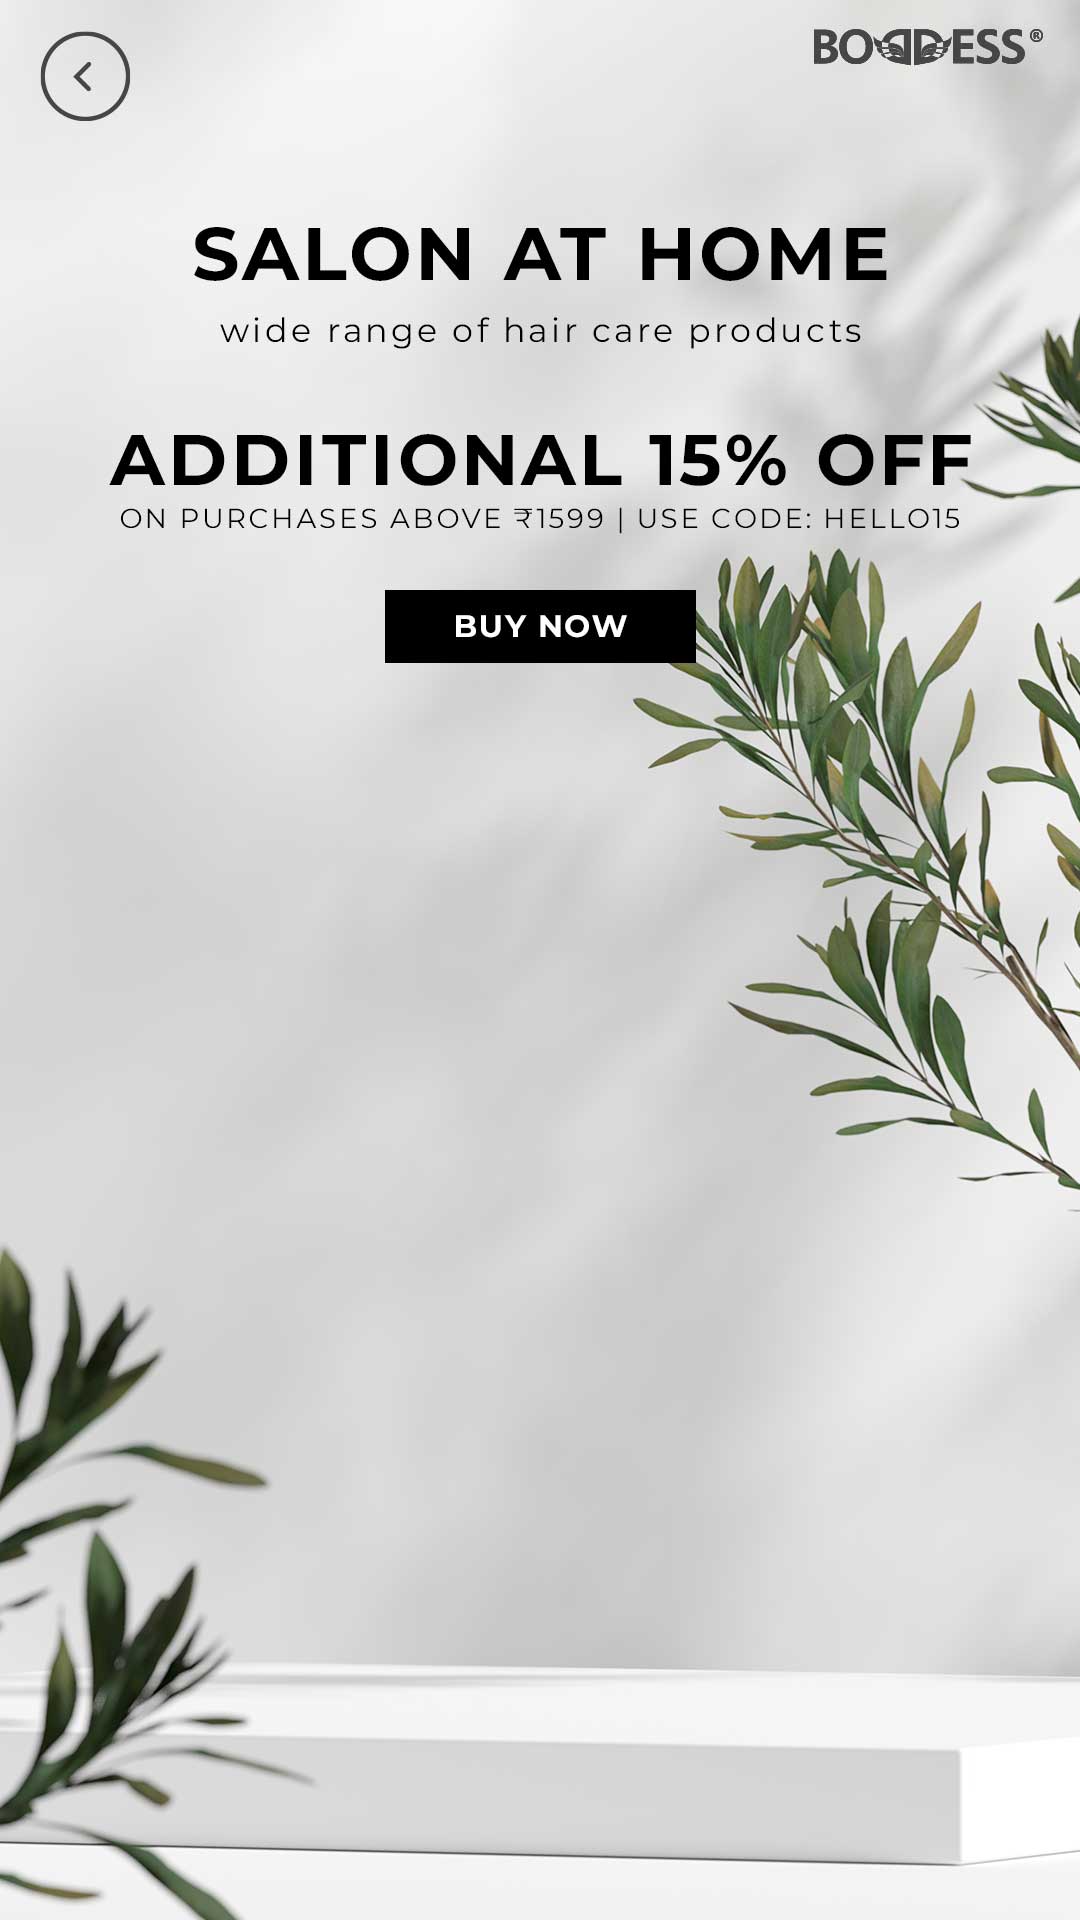 BODDESS®
SALON AT HOME
wide range of hair care products
ADDITIONAL 15% OFF
ON PURCHASES ABOVE ₹1599 | USE CODE: HELLO15
BUY NOW